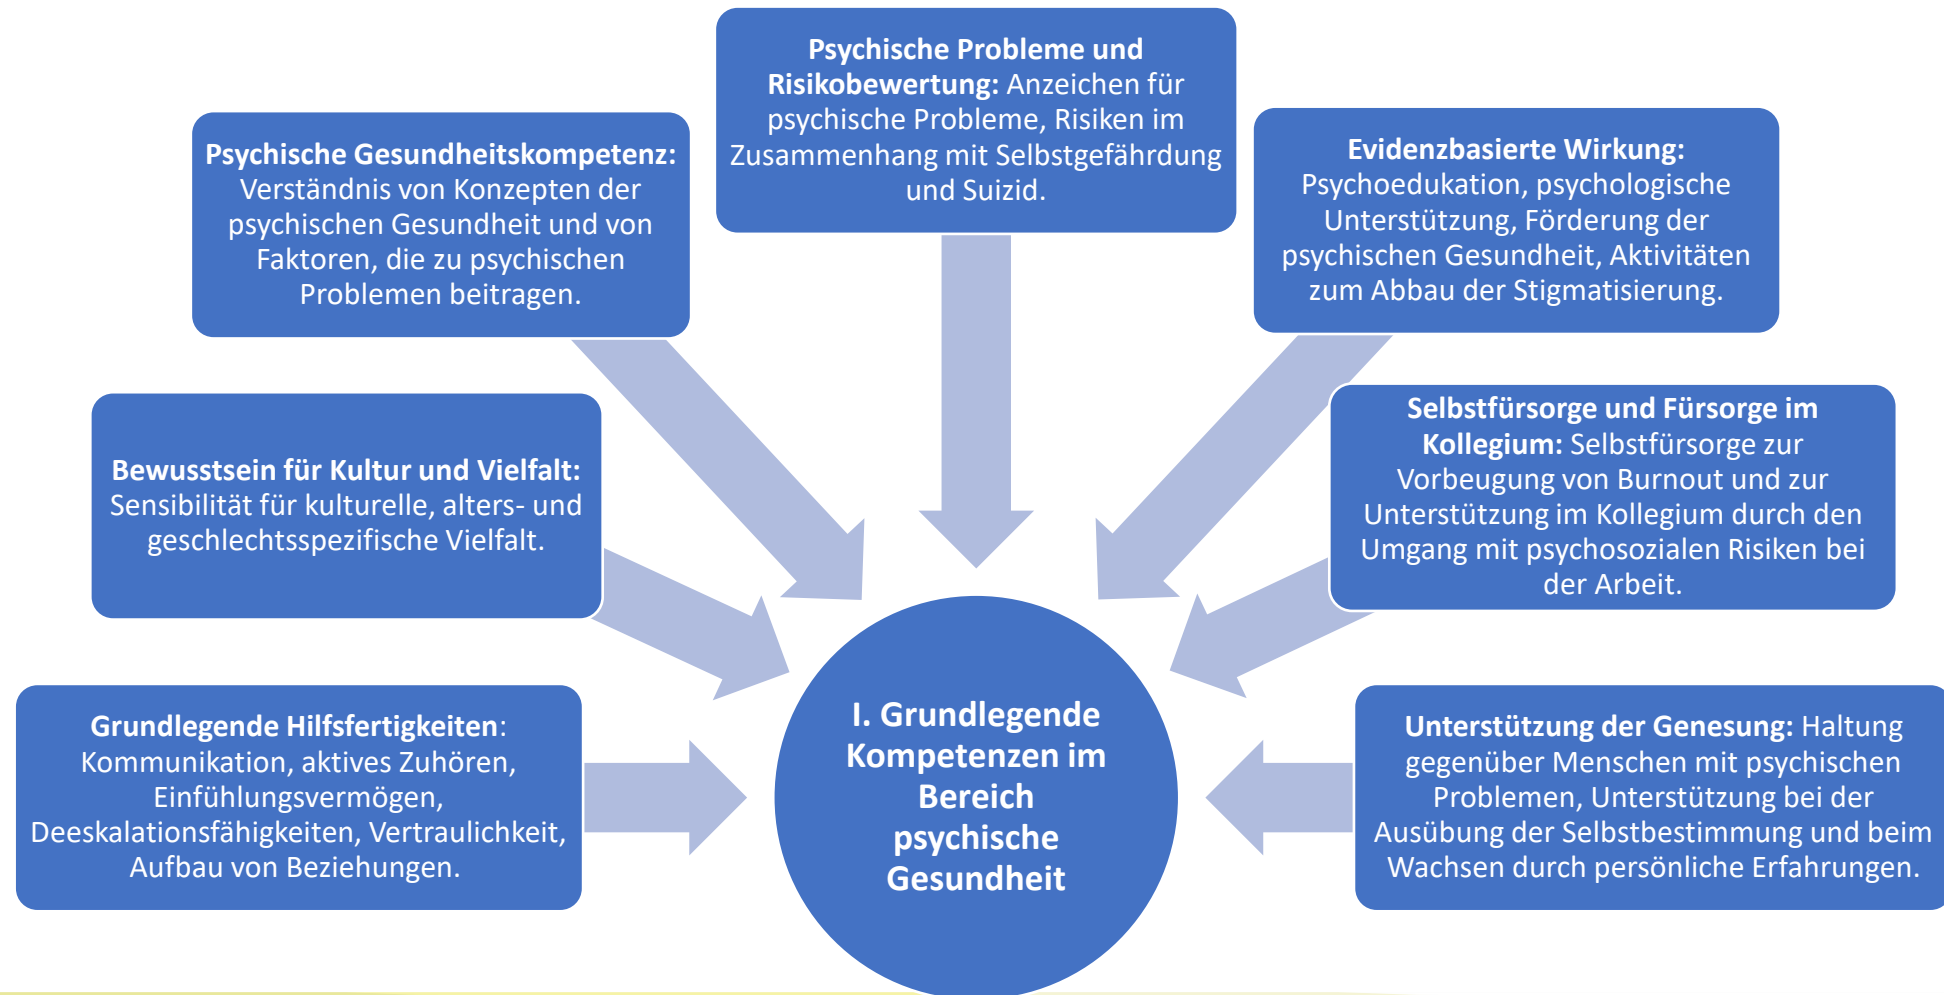 Psychische Probleme und
Risikobewertung: Anzeichen für
psychische Probleme, Risiken im
Zusammenhang mit Selbstgefährdung
und Suizid.
Psychische Gesundheitskompetenz:
Verständnis von Konzepten der
psychischen Gesundheit und von
Faktoren, die zu psychischen
Problemen beitragen.
Evidenzbasierte Wirkung:
Psychoedukation, psychologische
Unterstützung, Förderung der
psychischen Gesundheit, Aktivitäten
zum Abbau der Stigmatisierung.
Bewusstsein für Kultur und Vielfalt:
Sensibilität für kulturelle, alters- und
geschlechtsspezifische Vielfalt.
Selbstfürsorge und Fürsorge im
Kollegium: Selbstfürsorge zur
Vorbeugung von Burnout und zur
Unterstützung im Kollegium durch den
Umgang mit psychosozialen Risiken bei
der Arbeit.
Grundlegende Hilfsfertigkeiten:
Kommunikation, aktives Zuhören,
Einfühlungsvermögen,
Deeskalationsfähigkeiten, Vertraulichkeit,
Aufbau von Beziehungen.
I. Grundlegende
Kompetenzen im
Bereich
psychische
Gesundheit
Unterstützung der Genesung: Haltung
gegenüber Menschen mit psychischen
Problemen, Unterstützung bei der
Ausübung der Selbstbestimmung und beim
Wachsen durch persönliche Erfahrungen.